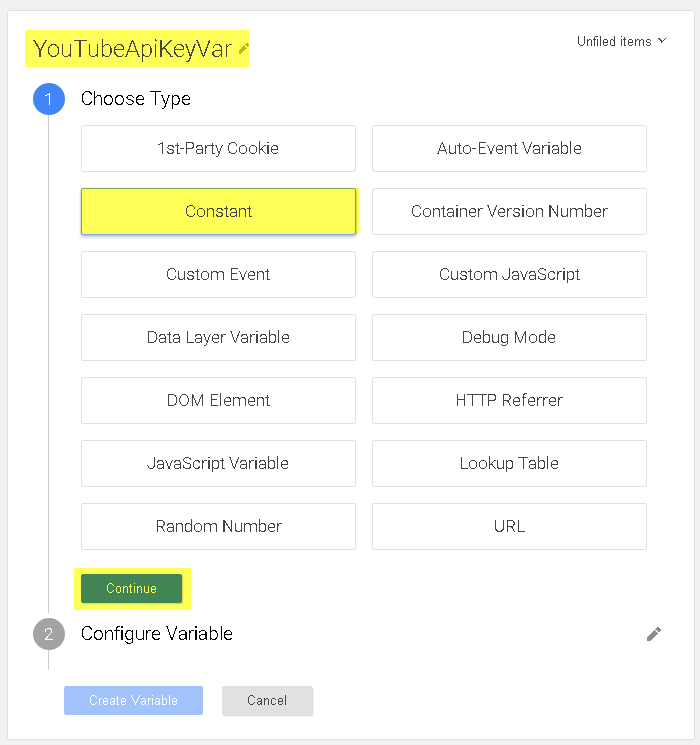 YouTubeApiKeyVar
Unfiled items
1 Choose Type
1st-Party Cookie
Auto-Event Variable
Constant
Container Version Number
Custom Event
Custom JavaScript
Data Layer Variable
Debug Mode
DOM Element
HTTP Referrer
JavaScript Variable
Lookup Table
Random Number
URL
Continue
2 Configure Variable
Create Variable
Cancel